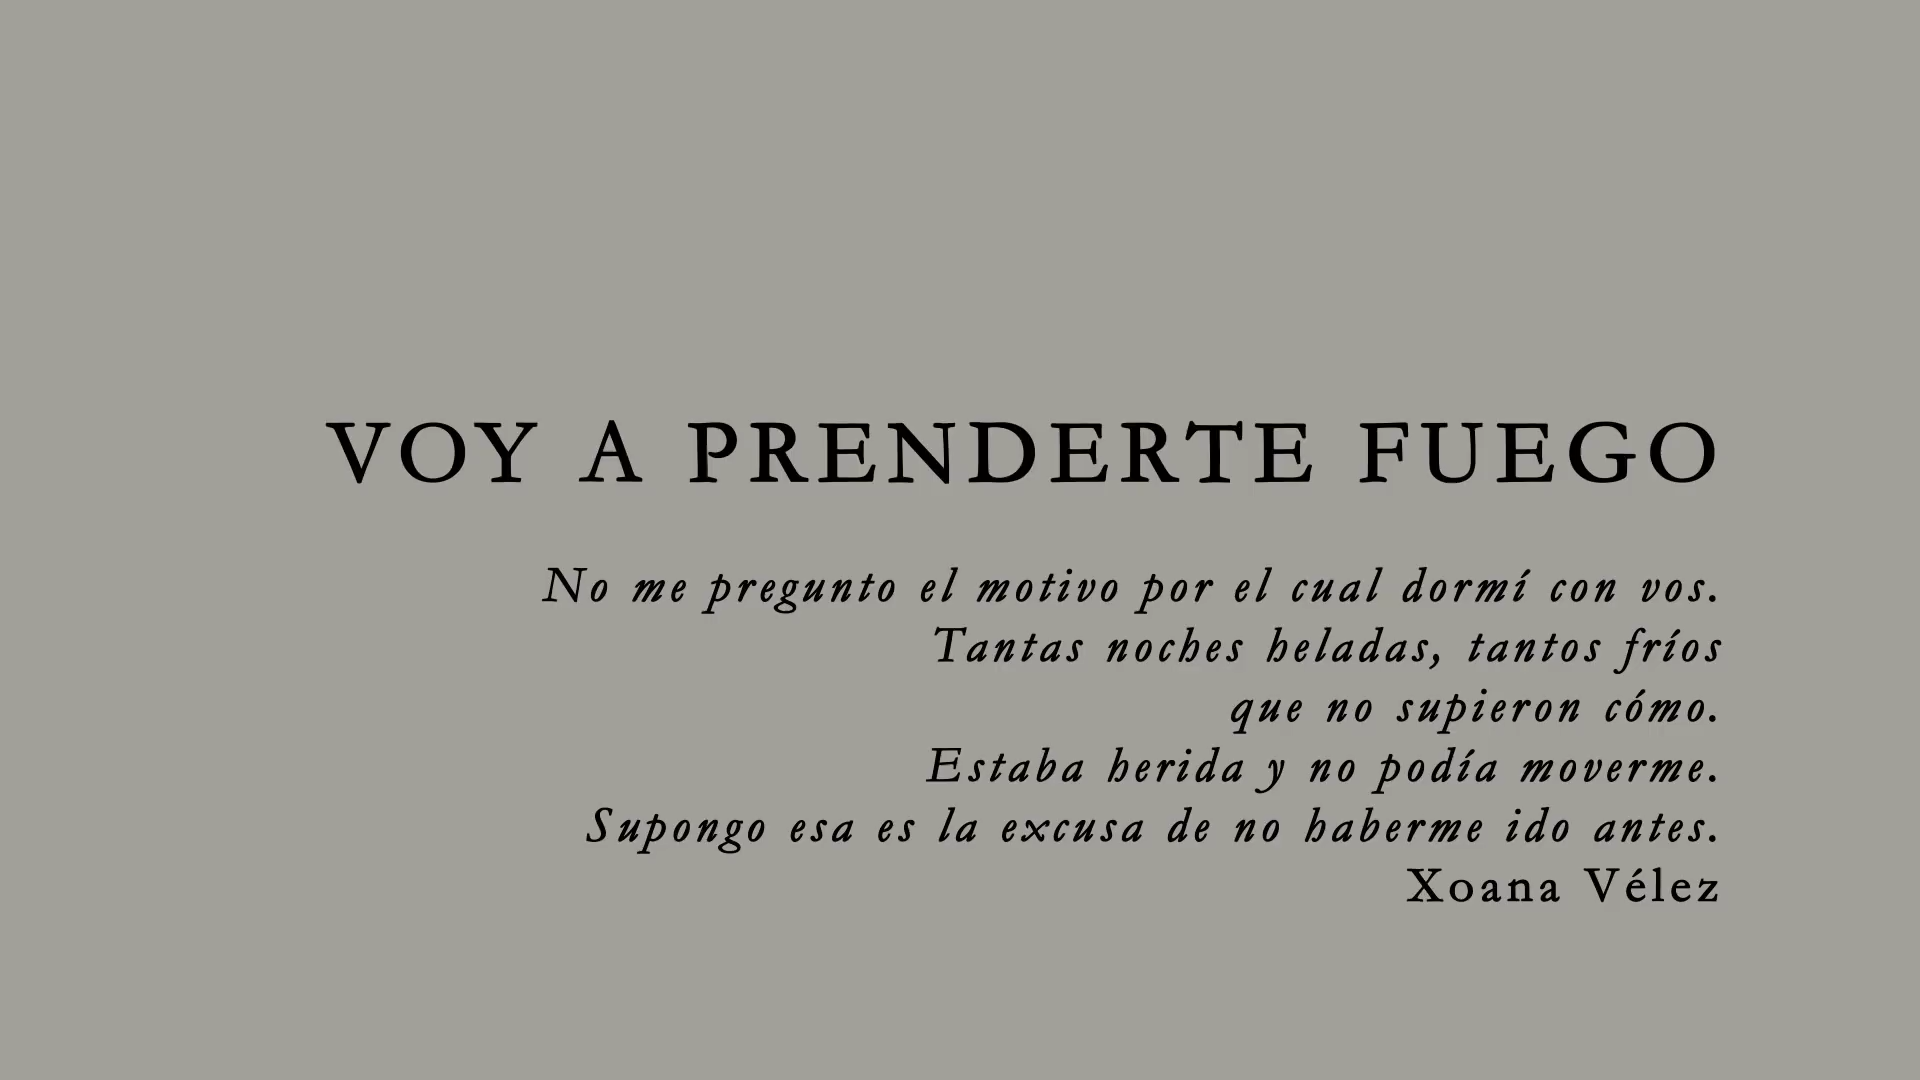 VOY A PRENDERTE FUEGO
No me pregunto el motivo por el cual dormí con vos.
Tantas noches heladas, tantos fríos
que no supieron cómo.
Estaba herida y no podía moverme.
Supongo esa es la excusa de no haberme ido antes.
Xoana Vélez